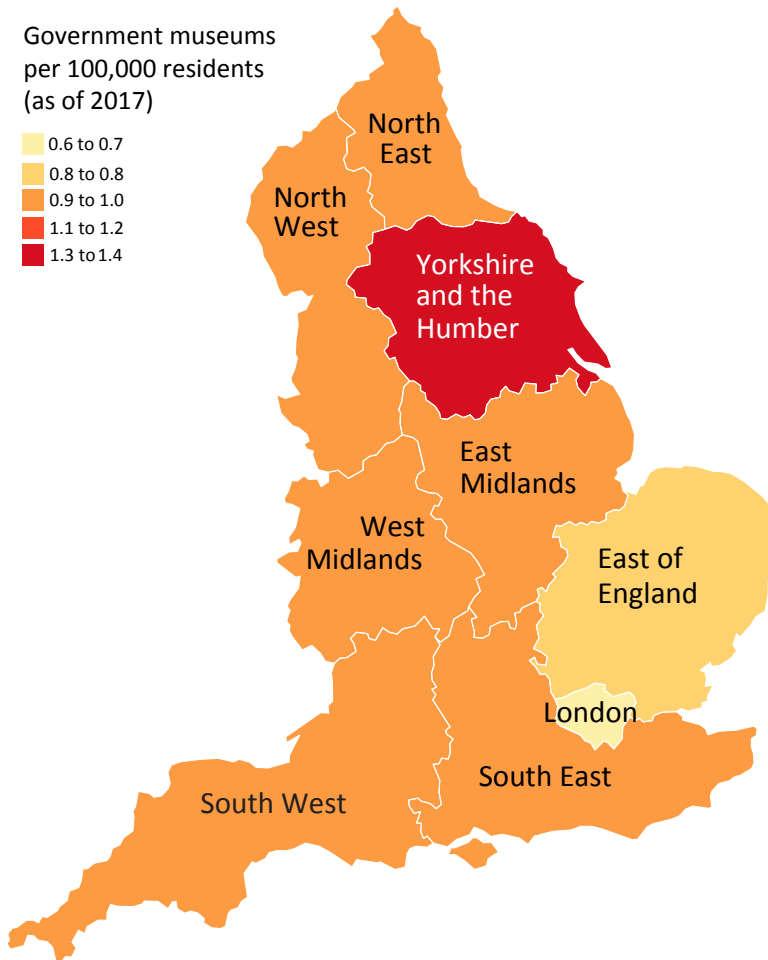 Government museums
per 100,000 residents
(as of 2017)
0.6 to 0.7
0.8 to 0.8
0.9 to 1.0
1.1 to 1.2
1.3 to 1.4
North
East
North
West
Yorkshire
and the
Humber
East
Midlands
West
Midlands
East of
England
London
South East
South West